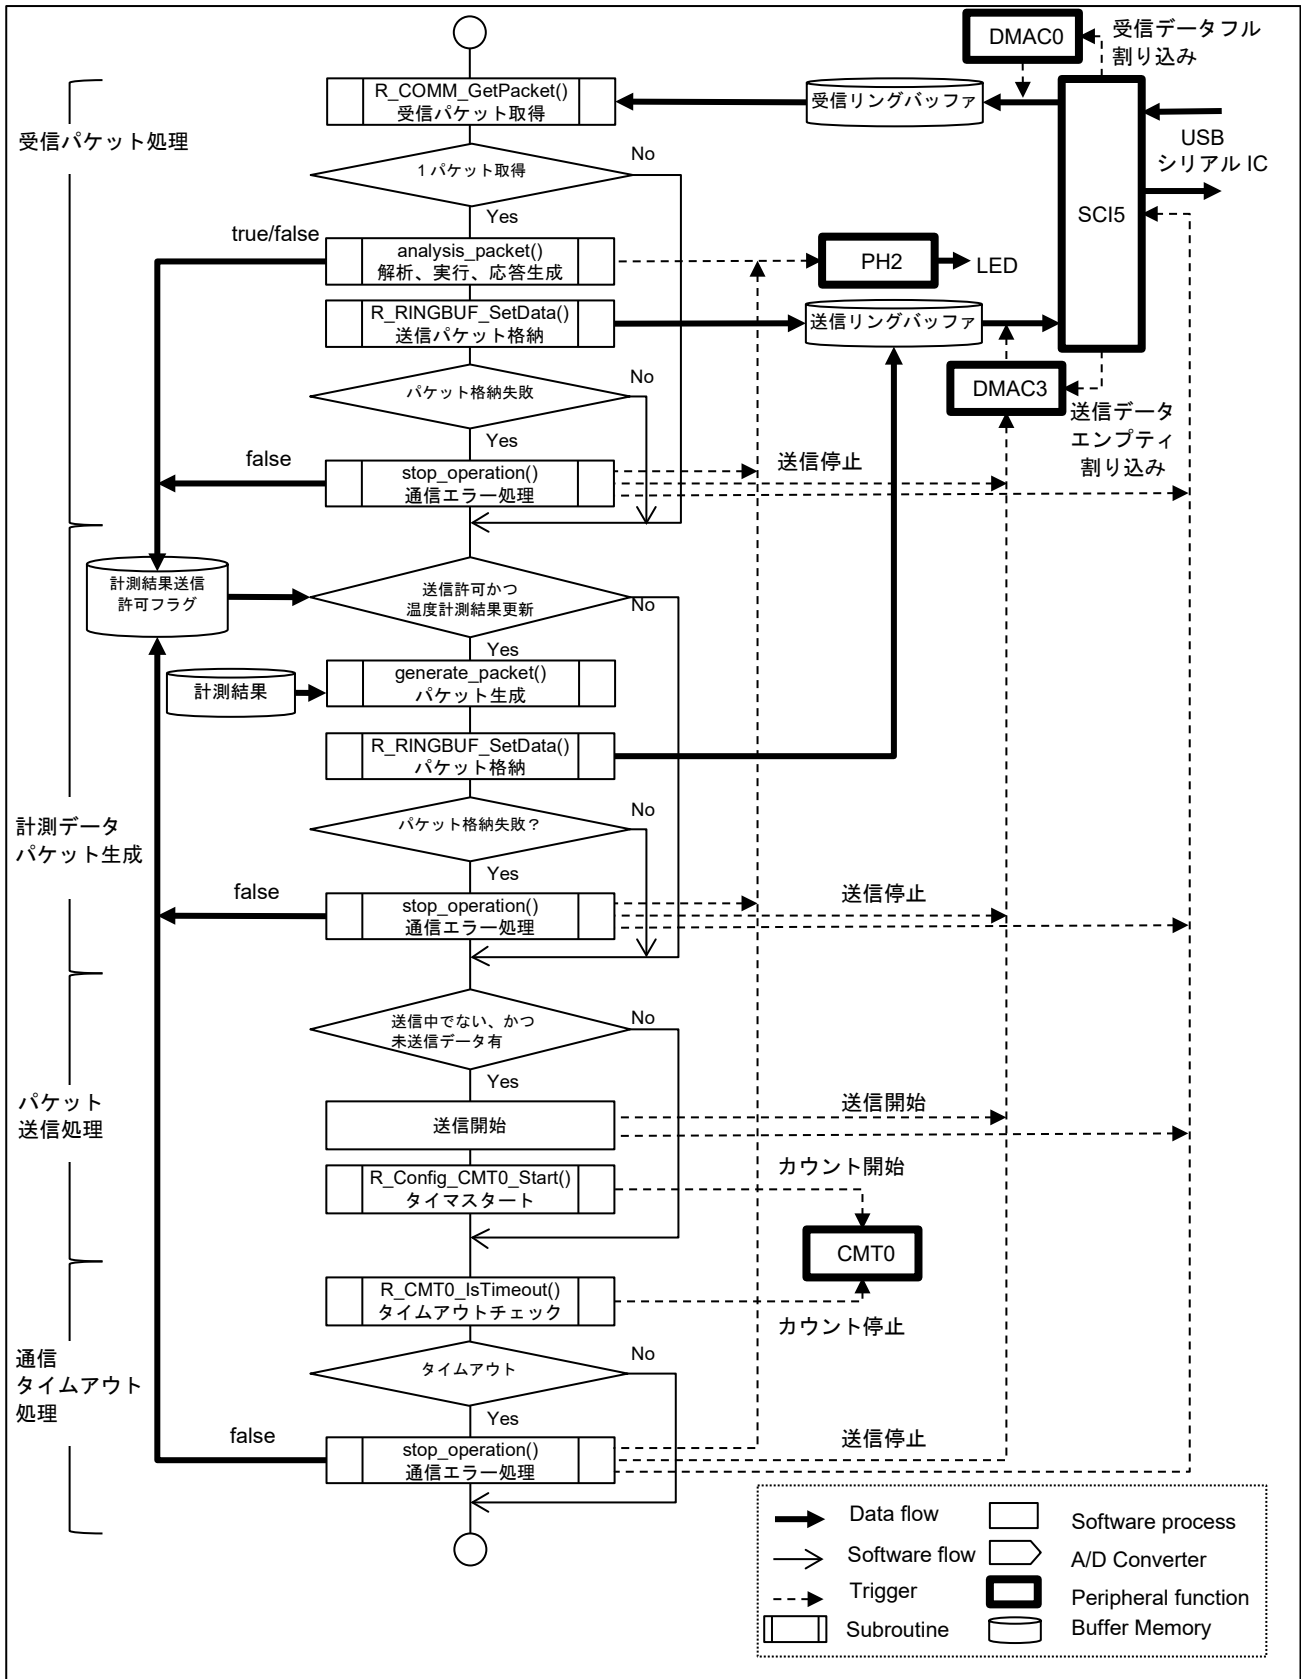 DMAC0
受信データフル
割り込み
R_COMM_GetPacket()
受信パケット取得
受信リングバッファ
受信パケット処理
USB
シリアル IC
1 パケット取得
No
Yes
SCI5
true/false
analysis_packet()
解析、実行、応答生成
PH2
LED
R_RINGBUF_SetData()
送信パケット格納
送信リングバッファ
パケット格納失敗
No
DMAC3
送信データ
エンプティ
割り込み
Yes
false
stop_operation()
通信エラー処理
送信停止
計測結果送信
許可フラグ
送信許可かつ
温度計測結果更新
No
Yes
計測結果
generate_packet()
パケット生成
R_RINGBUF_SetData()
パケット格納
計測データ
パケット生成
パケット格納失敗？
No
Yes
false
stop_operation()
通信エラー処理
送信停止
送信中でない、かつ
未送信データ有
No
Yes
パケット
送信処理
送信開始
送信開始
R_Config_CMT0_Start()
タイマスタート
カウント開始
CMT0
R_CMT0_IsTimeout()
タイムアウトチェック
カウント停止
通信
タイムアウト
処理
タイムアウト
No
Yes
false
stop_operation()
通信エラー処理
送信停止
Data flow
Software process
Software flow
A/D Converter
Trigger
Peripheral function
Subroutine
Buffer Memory